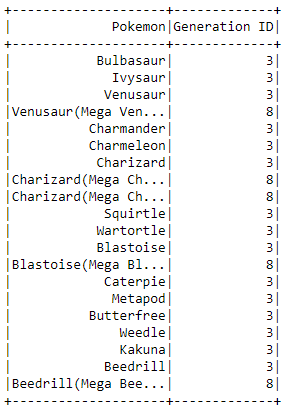 +--------------------+-------------+
|             Pokemon|Generation ID|
+--------------------+-------------+
|           Bulbasaur|            3|
|             Ivysaur|            3|
|            Venusaur|            3|
|Venusaur(Mega Ven...|            8|
|          Charmander|            3|
|          Charmeleon|            3|
|           Charizard|            3|
|Charizard(Mega Ch...|            8|
|Charizard(Mega Ch...|            8|
|            Squirtle|            3|
|           Wartortle|            3|
|           Blastoise|            3|
|Blastoise(Mega Bl...|            8|
|            Caterpie|            3|
|             Metapod|            3|
|          Butterfree|            3|
|              Weedle|            3|
|              Kakuna|            3|
|            Beedrill|            3|
|Beedrill(Mega Bee...|            8|
+--------------------+-------------+